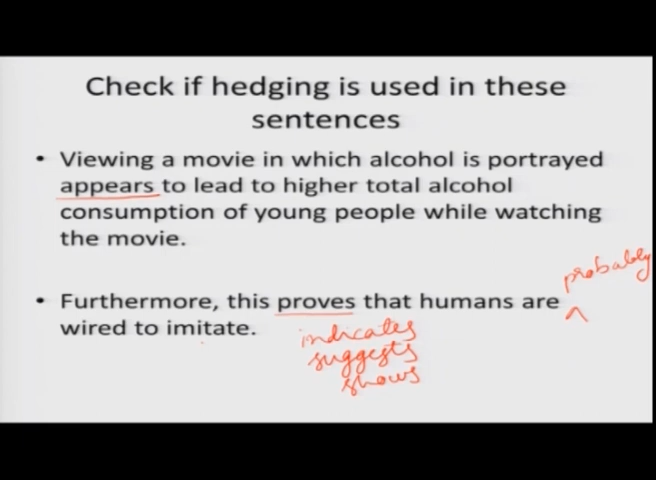 Check if hedging is used in these
sentences
• Viewing a movie in which alcohol is portrayed
appears to lead to higher total alcohol
consumption of young people while watching
the movie.
probably
• Furthermore, this proves that humans are ^
wired to imitate.
indicates
suggests
shows